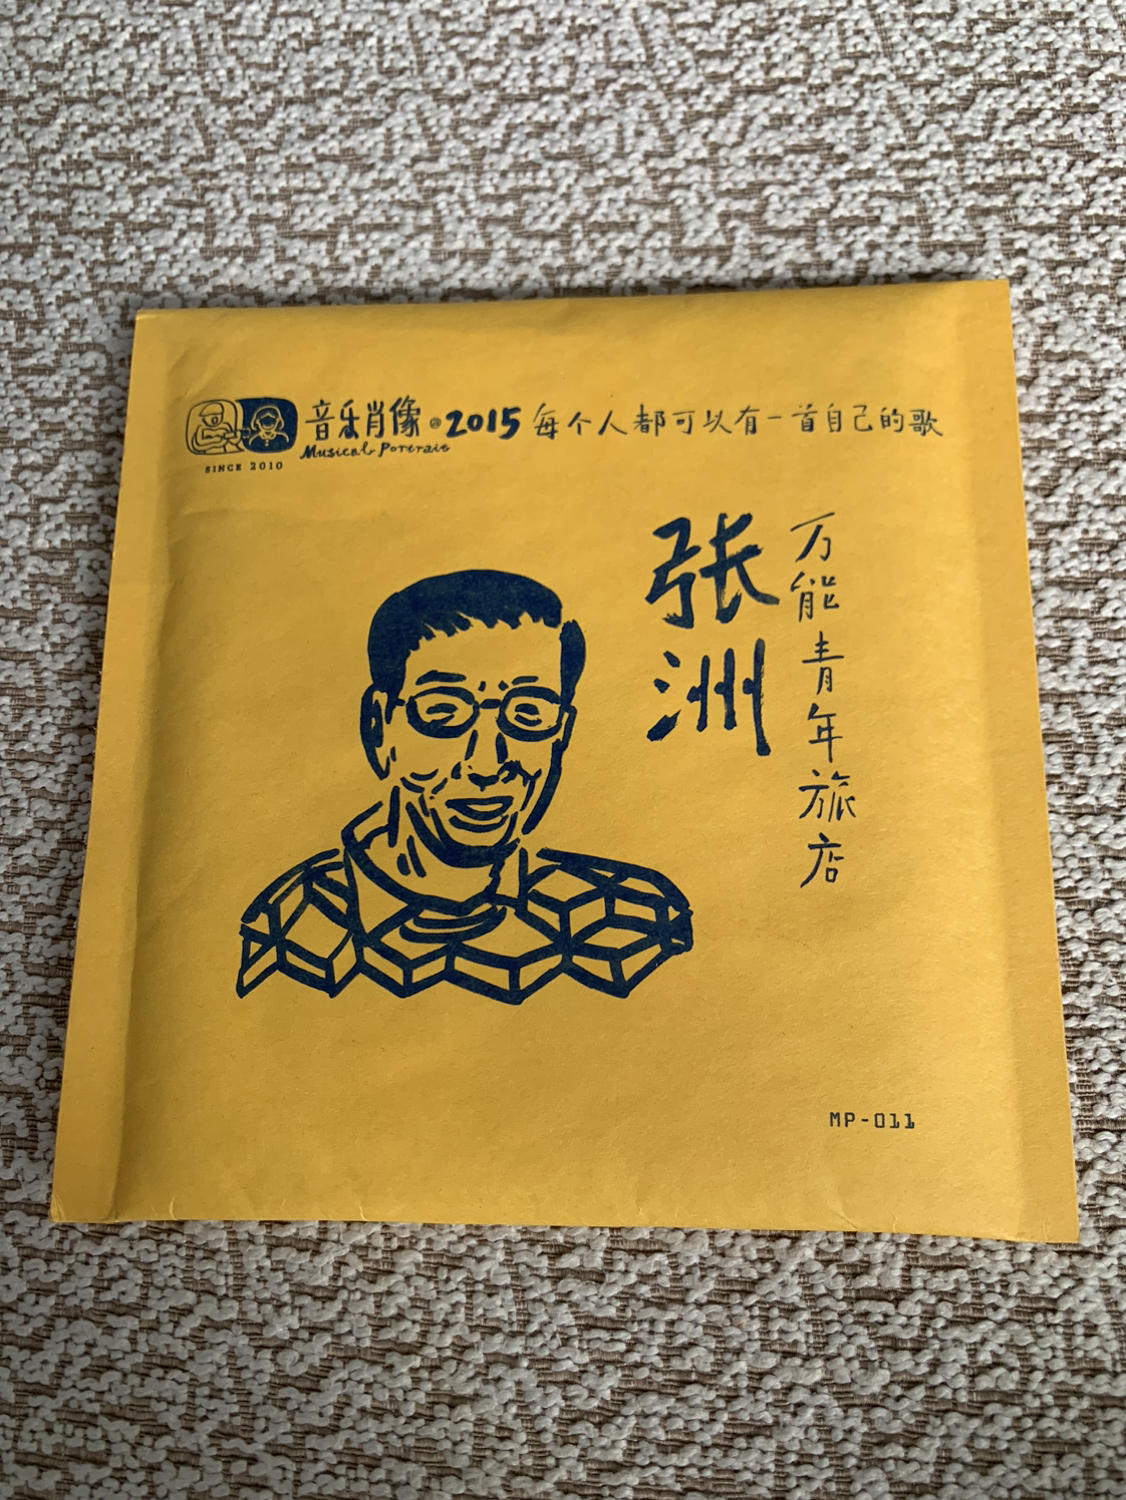 音乐肖像@2015 每个人都可以有一首自己的歌
Musical Portrait
SINCE 2010
张洲
万能青年旅店
MP-011